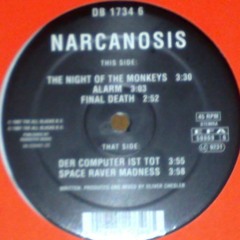 DB 1734 6
NARCANOSIS
THIS SIDE:
THE NIGHT OF THE MONKEYS 3:30
ALARM 3:03
FINAL DEATH 2:52
45 RPM
STEREO
EFA
THAT SIDE:
DER COMPUTER IST TOT 3:55
SPACE RAVER MADNESS 3:58
WRITTEN, PRODUCED AND MIXED BY OLIVER CHESLER